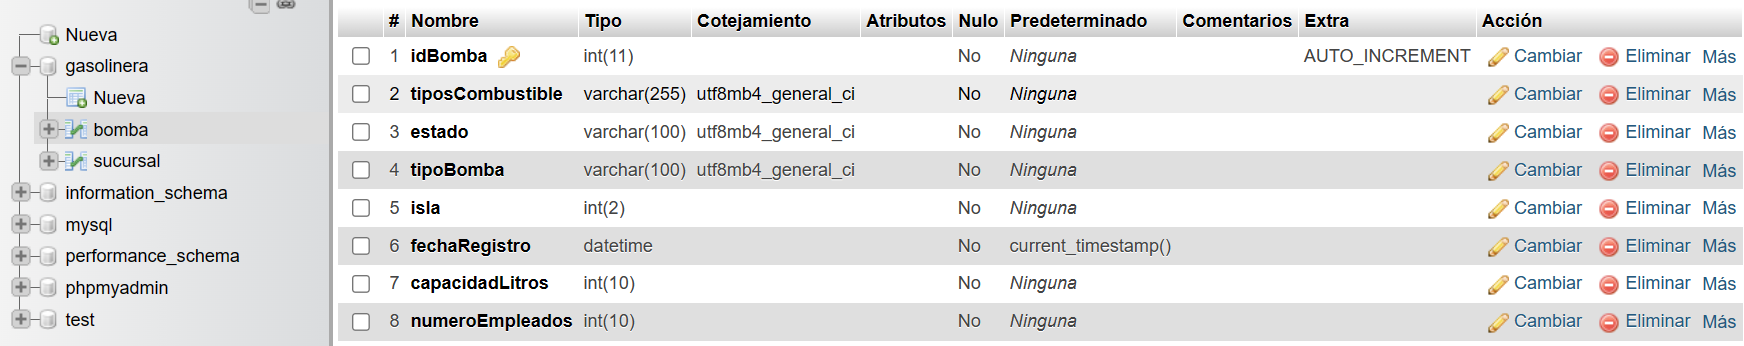 Nueva
gasolinera
Nueva
bomba
sucursal
information_schema
mysql
performance_schema
phpmyadmin
test
# Nombre Tipo Cotejamiento Atributos Nulo Predeterminado Comentarios Extra Acción
1 idBomba int(11) No Ninguna AUTO_INCREMENT Cambiar Eliminar Más
2 tiposCombustible varchar(255) utf8mb4_general_ci No Ninguna Cambiar Eliminar Más
3 estado varchar(100) utf8mb4_general_ci No Ninguna Cambiar Eliminar Más
4 tipoBomba varchar(100) utf8mb4_general_ci No Ninguna Cambiar Eliminar Más
5 isla int(2) No Ninguna Cambiar Eliminar Más
6 fechaRegistro datetime No current_timestamp() Cambiar Eliminar Más
7 capacidadLitros int(10) No Ninguna Cambiar Eliminar Más
8 numeroEmpleados int(10) No Ninguna Cambiar Eliminar Más